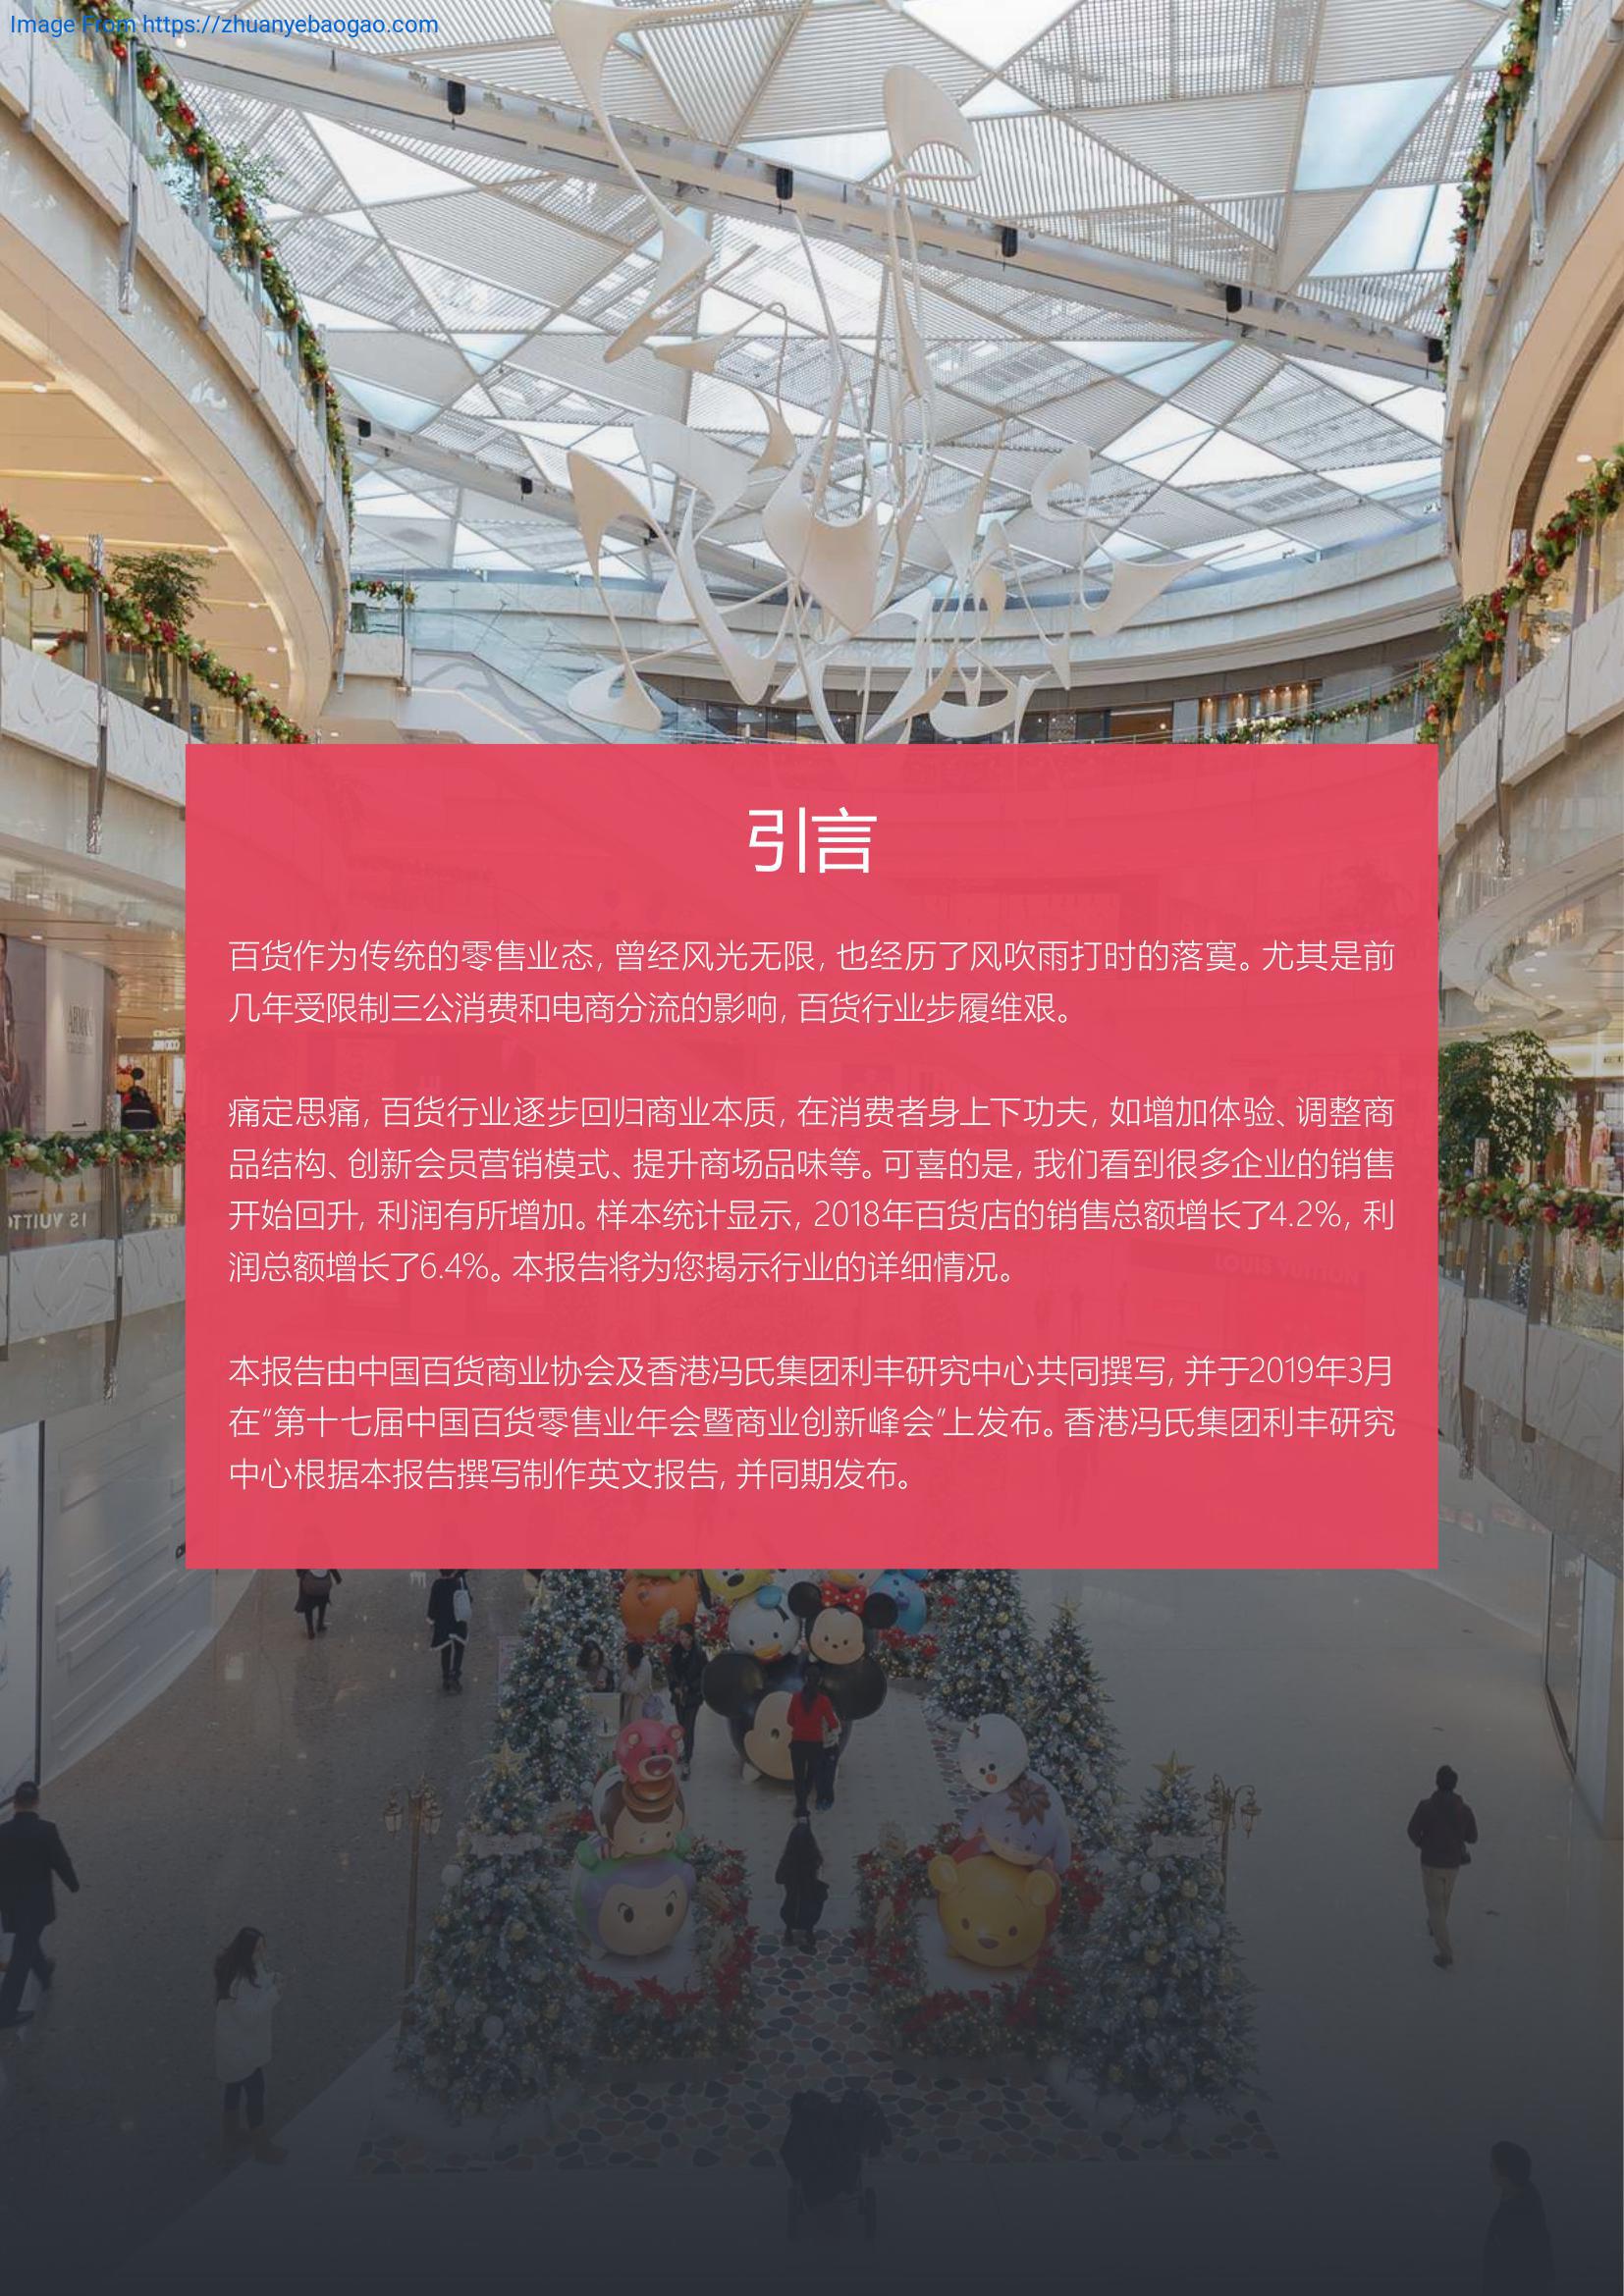 Image From https://zhuanyebaogao.com
引言
百货作为传统的零售业态，曾经风光无限，也经历了风吹雨打时的落寞。尤其是前
几年受限制三公消费和电商分流的影响，百货行业步履维艰。
痛定思痛，百货行业逐步回归商业本质，在消费者身上下功夫，如增加体验、调整商
品结构、创新会员营销模式、提升商场品味等。可喜的是，我们看到很多企业的销售
开始回升，利润有所增加。样本统计显示，2018年百货店的销售总额增长了4.2%，利
润总额增长了6.4%。本报告将为您揭示行业的详细情况。
LOUIS VUITTON
本报告由中国百货商业协会及香港冯氏集团利丰研究中心共同撰写，并于2019年3月
在“第十七届中国百货零售业年会暨商业创新峰会”上发布。香港冯氏集团利丰研究
中心根据本报告撰写制作英文报告，并同期发布。